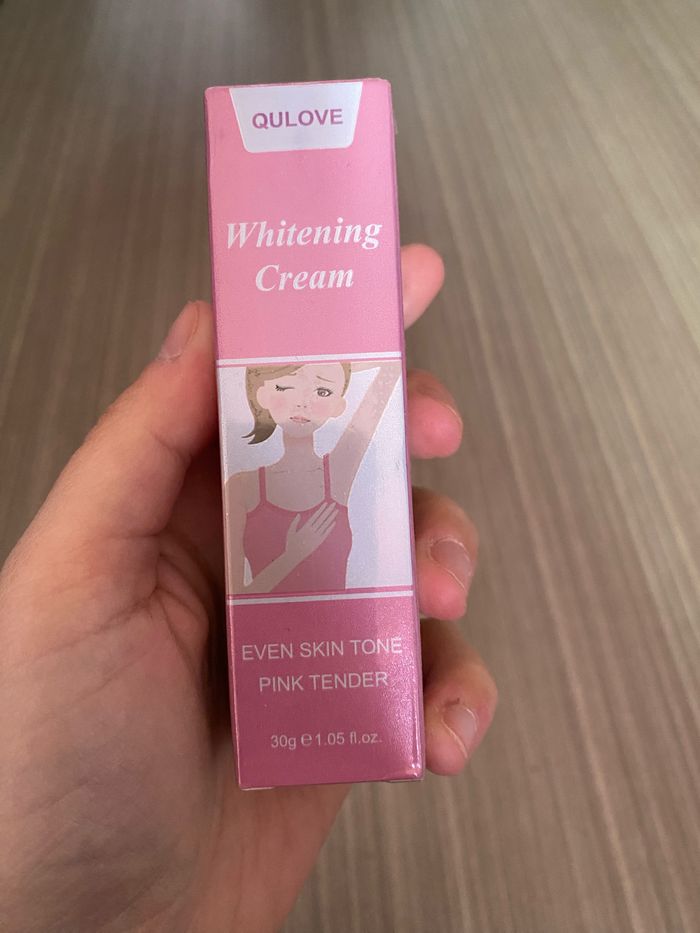 QULOVE
Whitening
Cream
EVEN SKIN TONE
PINK TENDER
30g ℮ 1.05 fl.oz.